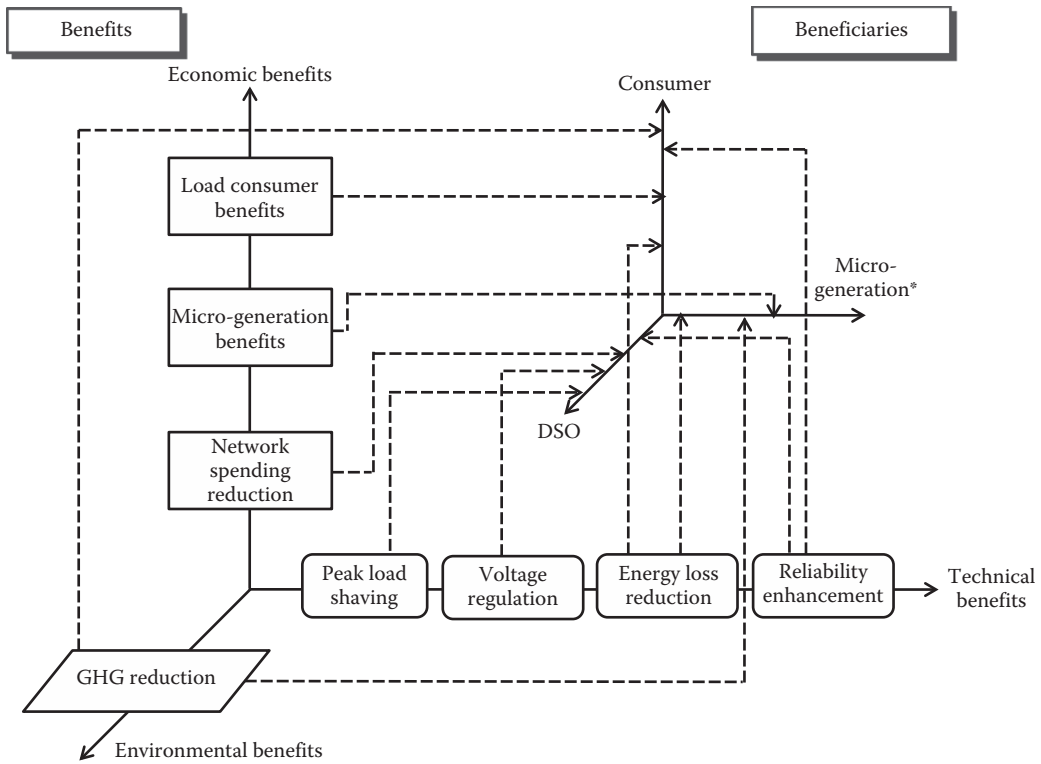 Benefits
Beneficiaries
Economic benefits
Consumer
Load consumer
benefits
Micro-
generation*
Micro-generation
benefits
DSO
Network
spending
reduction
Peak load
shaving
Voltage
regulation
Energy loss
reduction
Reliability
enhancement
Technical
benefits
GHG reduction
Environmental benefits